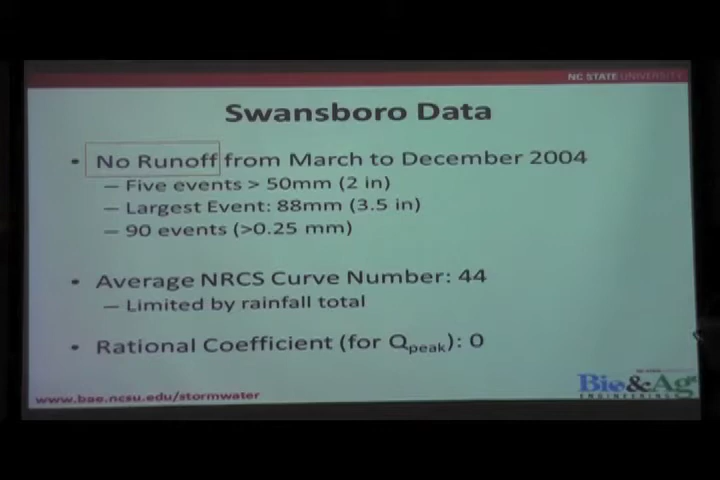 NC STATE UNIVERSITY
Swansboro Data
• No Runoff from March to December 2004
– Five events > 50mm (2 in)
– Largest Event: 88mm (3.5 in)
– 90 events (>0.25 mm)
• Average NRCS Curve Number: 44
– Limited by rainfall total
• Rational Coefficient (for Qpeak): 0
Bio&Ag
ENGINEERING
www.bae.ncsu.edu/stormwater